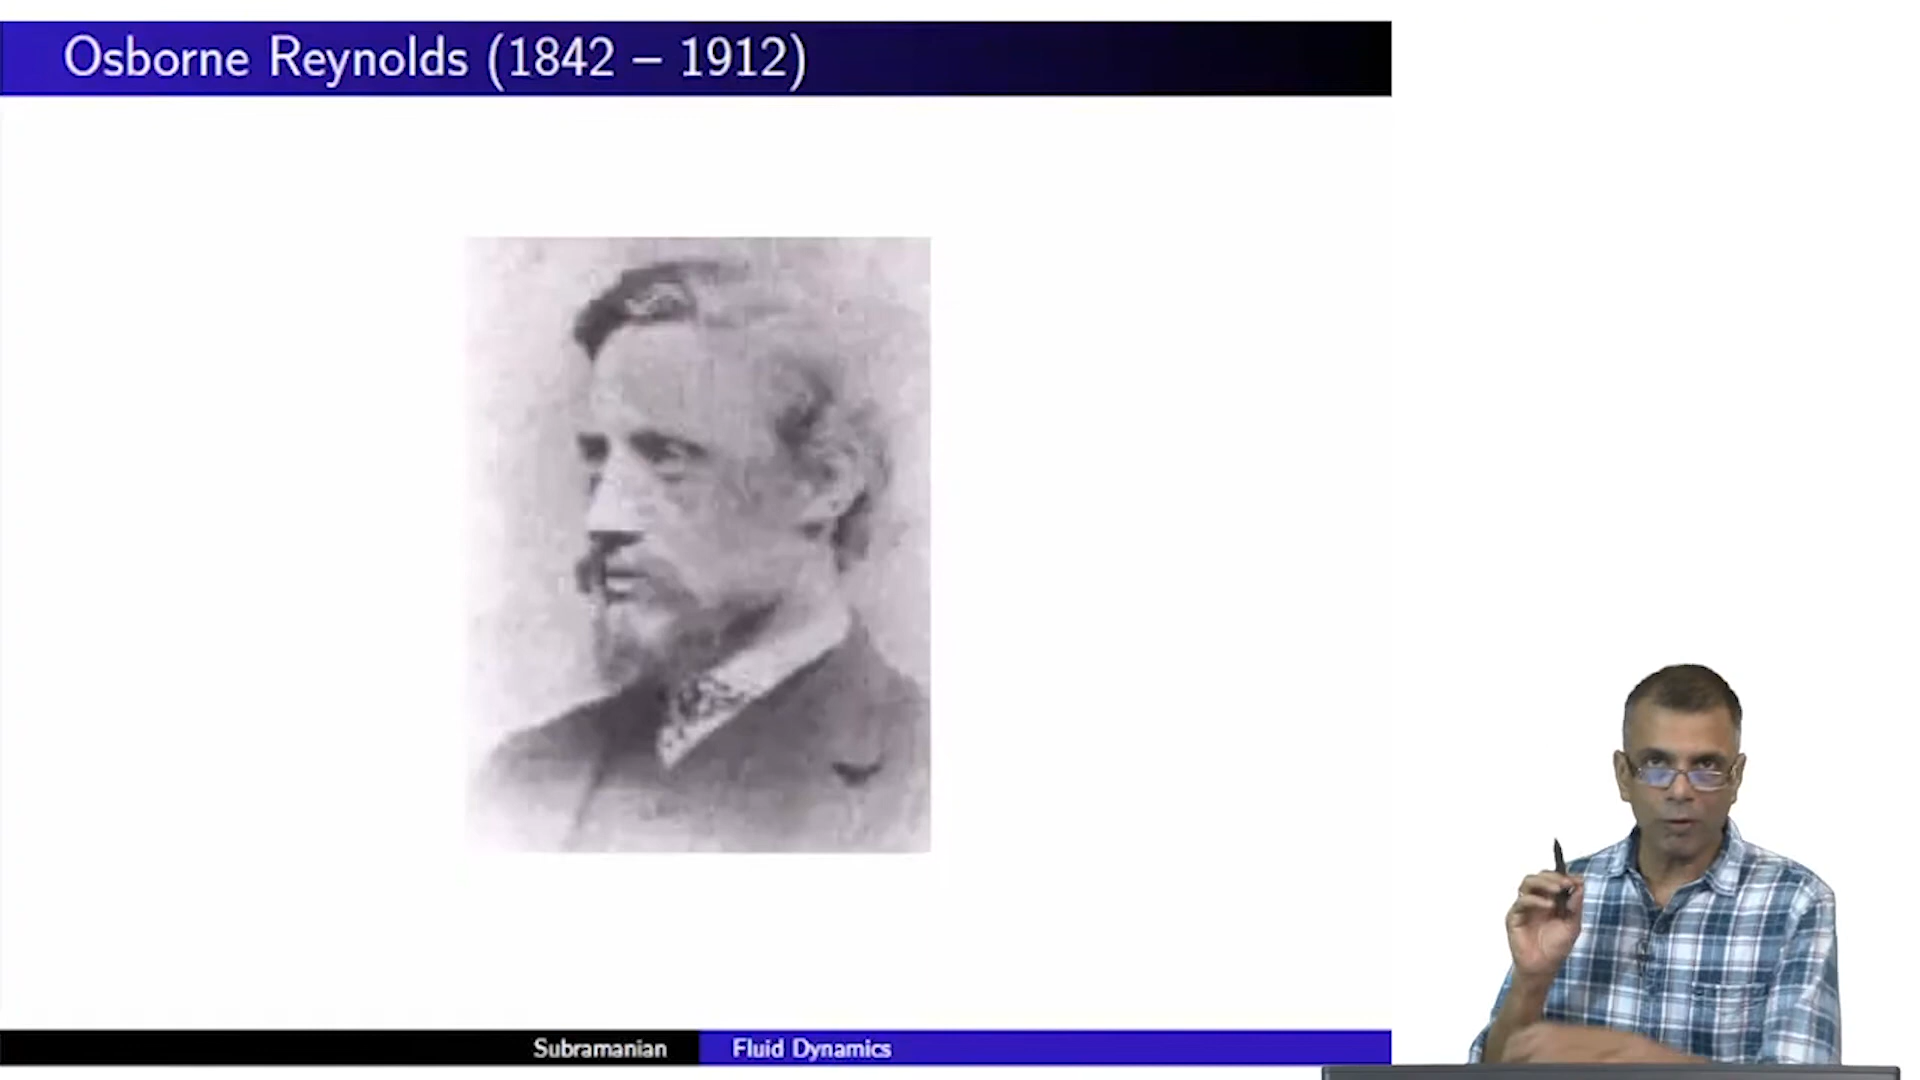 Osborne Reynolds (1842 – 1912)
Subramanian
Fluid Dynamics